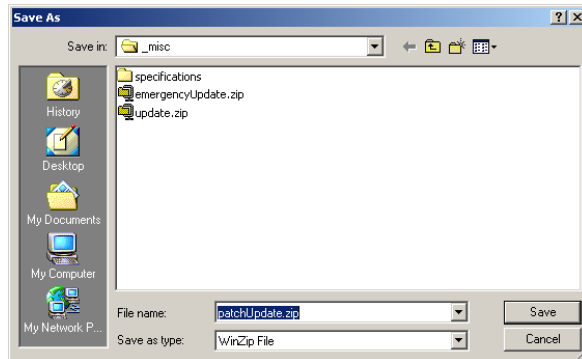 Save As
Save in:
_misc
History
Desktop
My Documents
My Computer
My Network P...
specifications
emergencyUpdate.zip
update.zip
File name:
patchUpdate.zip
Save
Save as type:
WinZip File
Cancel